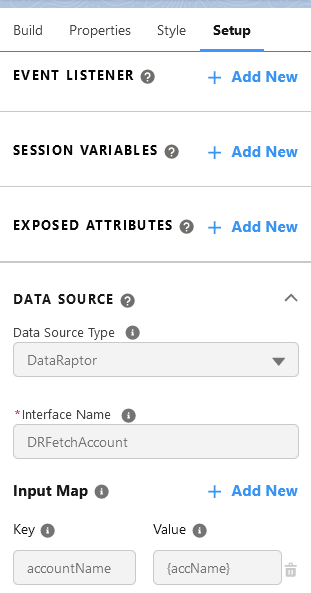 Build Properties Style Setup
EVENT LISTENER ? + Add New
SESSION VARIABLES ? + Add New
EXPOSED ATTRIBUTES ? + Add New
DATA SOURCE ?
Data Source Type i
DataRaptor
*Interface Name i
DRFetchAccount
Input Map i + Add New
Key i Value i
accountName {accName}